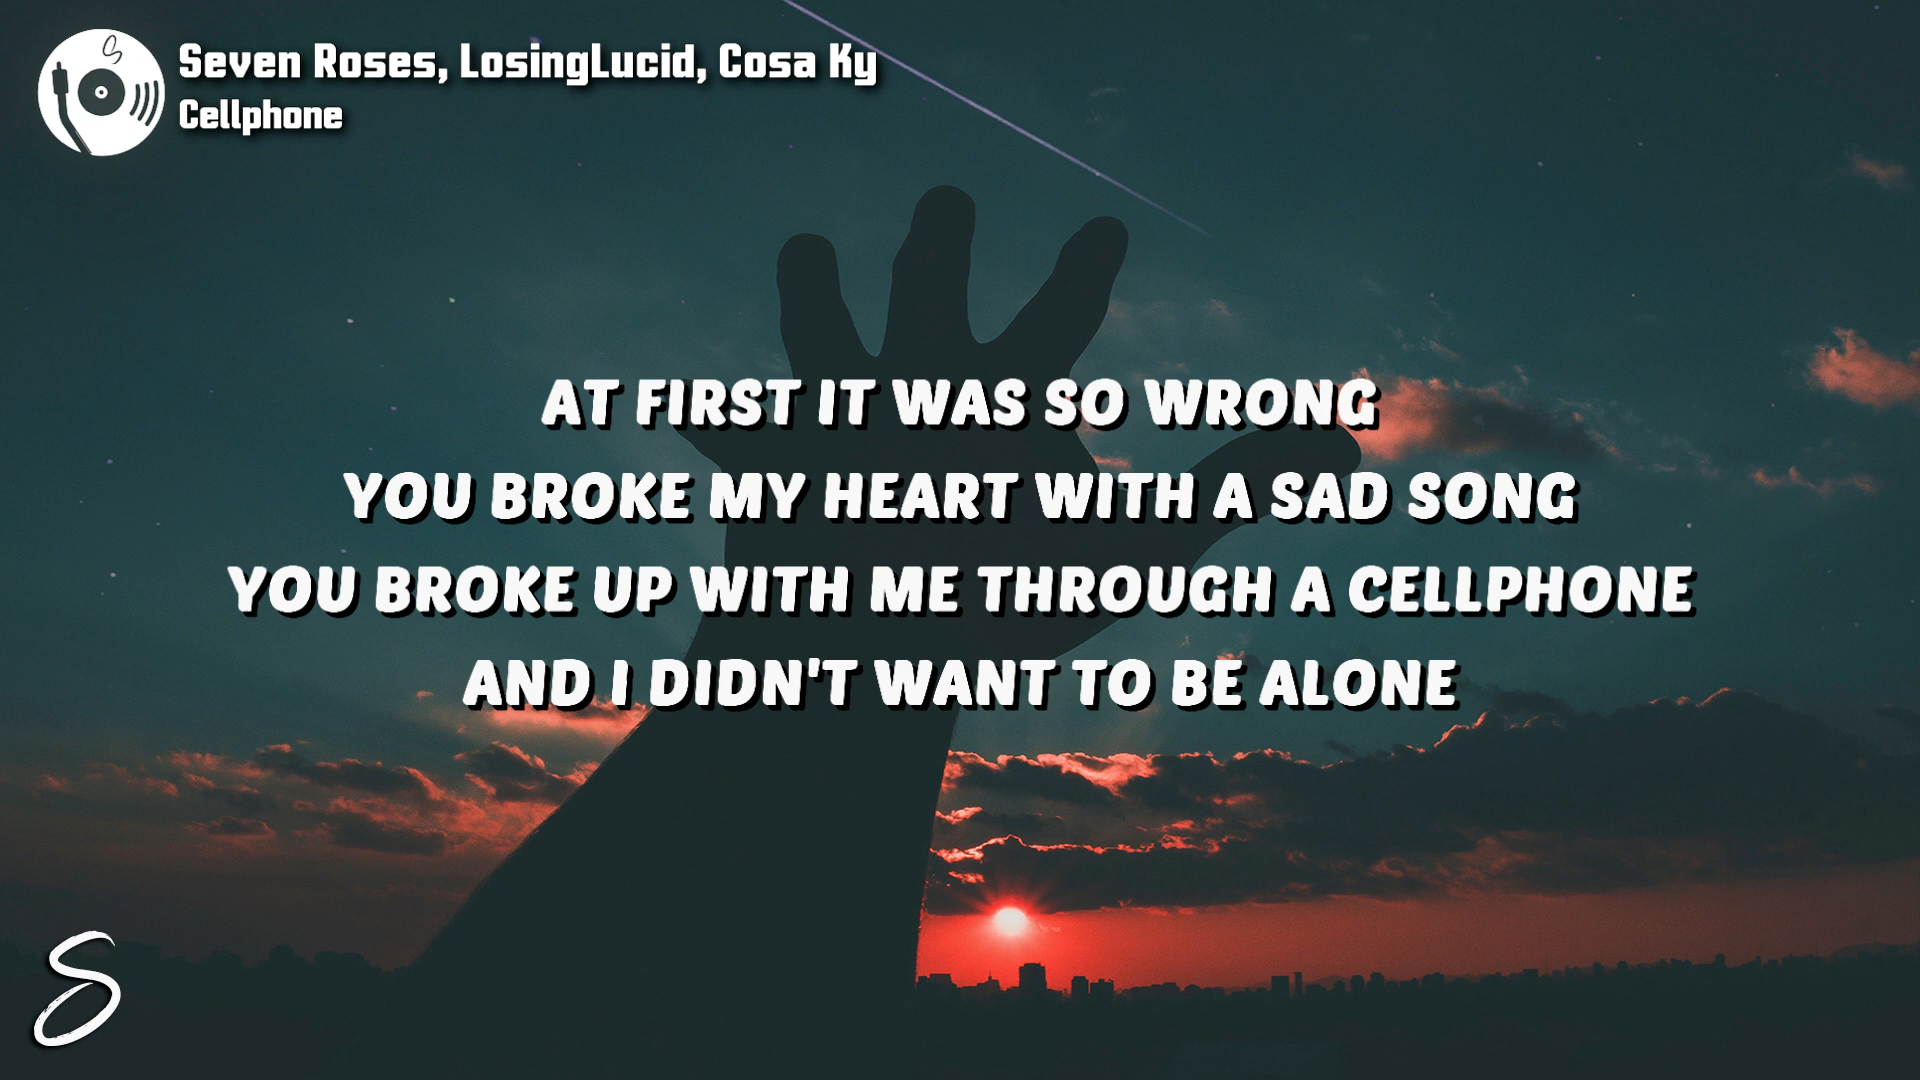 Seven Roses, LosingLucid, Cosa Ky
Cellphone
AT FIRST IT WAS SO WRONG
YOU BROKE MY HEART WITH A SAD SONG
YOU BROKE UP WITH ME THROUGH A CELLPHONE
AND I DIDN'T WANT TO BE ALONE
S